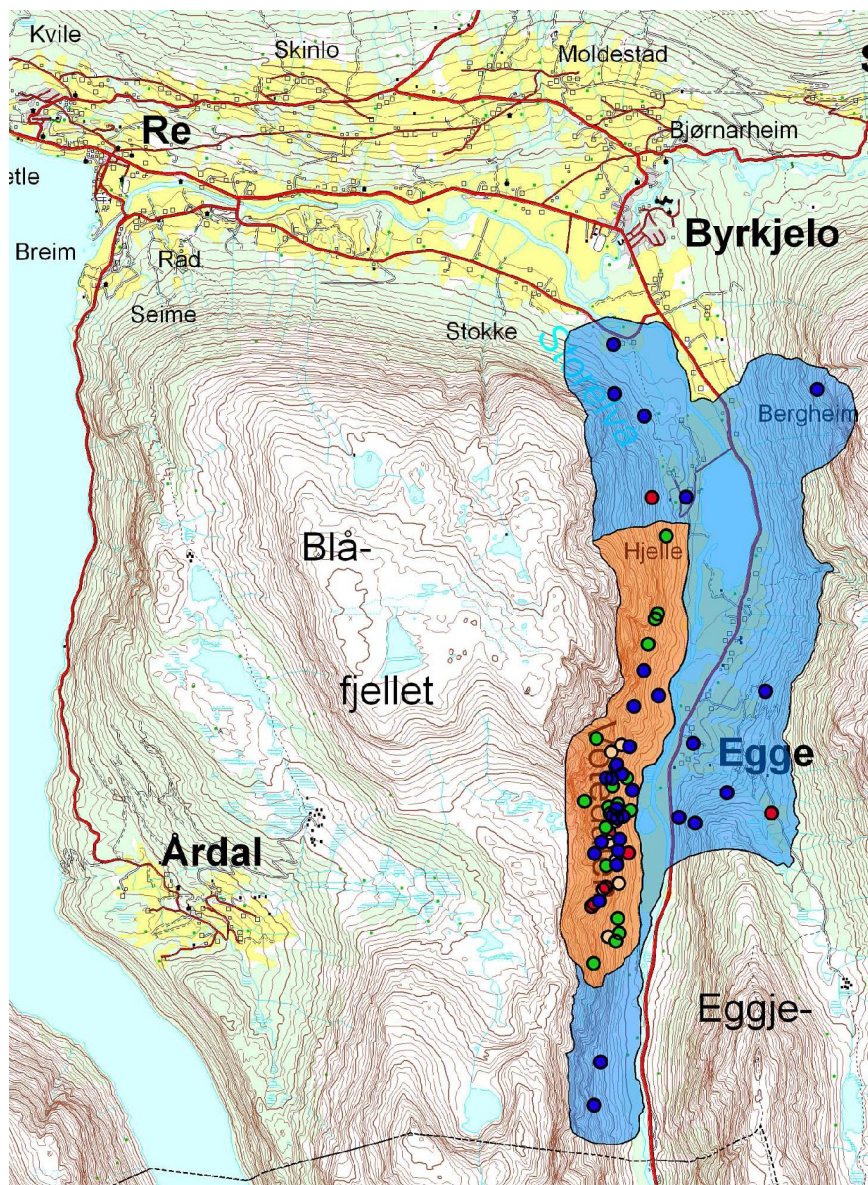 Kvile
Skinlo
Moldestad
S
Re
Bjørnarheim
etle
Byrkjelo
Breim
Rad
Seime
Stokke
Storelva
Bergheim
Blå-
Hjelle
fjellet
Egge
Årdal
Eggje-